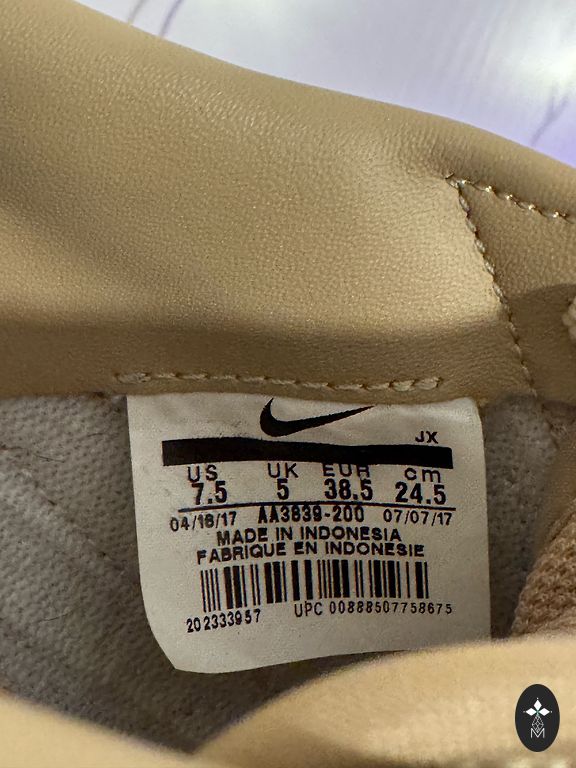 JX
US UK EUR cm
7.5 5 38.5 24.5
04/18/17 AA3639-200 07/07/17
MADE IN INDONESIA
FABRIQUE EN INDONESIE
202333957 UPC 00888507758675
M